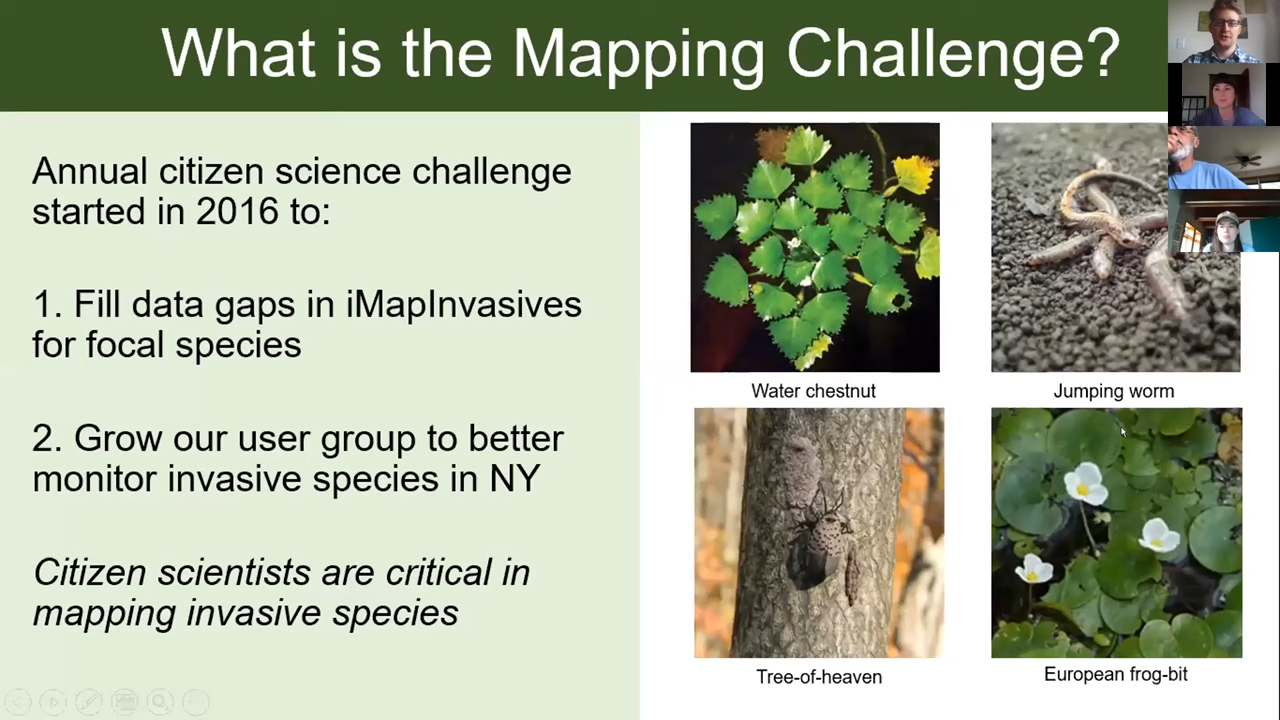 What is the Mapping Challenge?
Annual citizen science challenge
started in 2016 to:
1. Fill data gaps in iMapInvasives
for focal species
2. Grow our user group to better
monitor invasive species in NY
Citizen scientists are critical in
mapping invasive species
Water chestnut
Jumping worm
Tree-of-heaven
European frog-bit